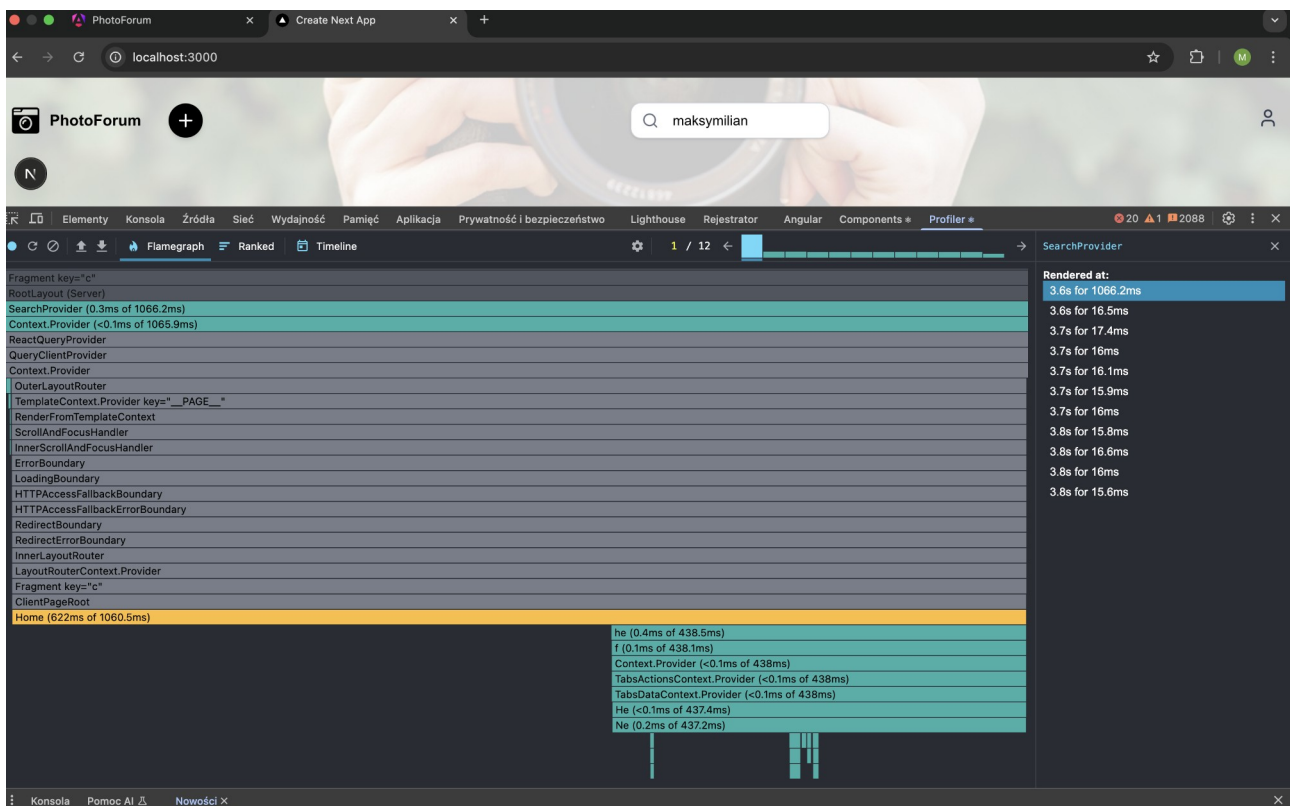 PhotoForum
Create Next App
localhost:3000
M
PhotoForum
maksymilian
N
Elementy Konsola Źródła Sieć Wydajność Pamięć Aplikacja Prywatność i bezpieczeństwo Lighthouse Rejestrator Angular Components Profiler 20 1 2088
Flamegraph Ranked Timeline 1 / 12 SearchProvider
Fragment key="c"
RootLayout (Server)
SearchProvider (0.3ms of 1066.2ms)
Context.Provider (<0.1ms of 1065.9ms)
ReactQueryProvider
QueryClientProvider
Context.Provider
OuterLayoutRouter
TemplateContext.Provider key="__PAGE__"
RenderFromTemplateContext
ScrollAndFocusHandler
InnerScrollAndFocusHandler
ErrorBoundary
LoadingBoundary
HTTPAccessFallbackBoundary
HTTPAccessFallbackErrorBoundary
RedirectBoundary
RedirectErrorBoundary
InnerLayoutRouter
LayoutRouterContext.Provider
Fragment key="c"
ClientPageRoot
Home (622ms of 1060.5ms)
he (0.4ms of 438.5ms)
f (0.1ms of 438.1ms)
Context.Provider (<0.1ms of 438ms)
TabsActionsContext.Provider (<0.1ms of 438ms)
TabsDataContext.Provider (<0.1ms of 438ms)
He (<0.1ms of 437.4ms)
Ne (0.2ms of 437.2ms)
Rendered at:
3.6s for 1066.2ms
3.6s for 16.5ms
3.7s for 17.4ms
3.7s for 16ms
3.7s for 16.1ms
3.7s for 15.9ms
3.7s for 16ms
3.8s for 15.8ms
3.8s for 16.6ms
3.8s for 16ms
3.8s for 15.6ms
Konsola Pomoc AI Nowości